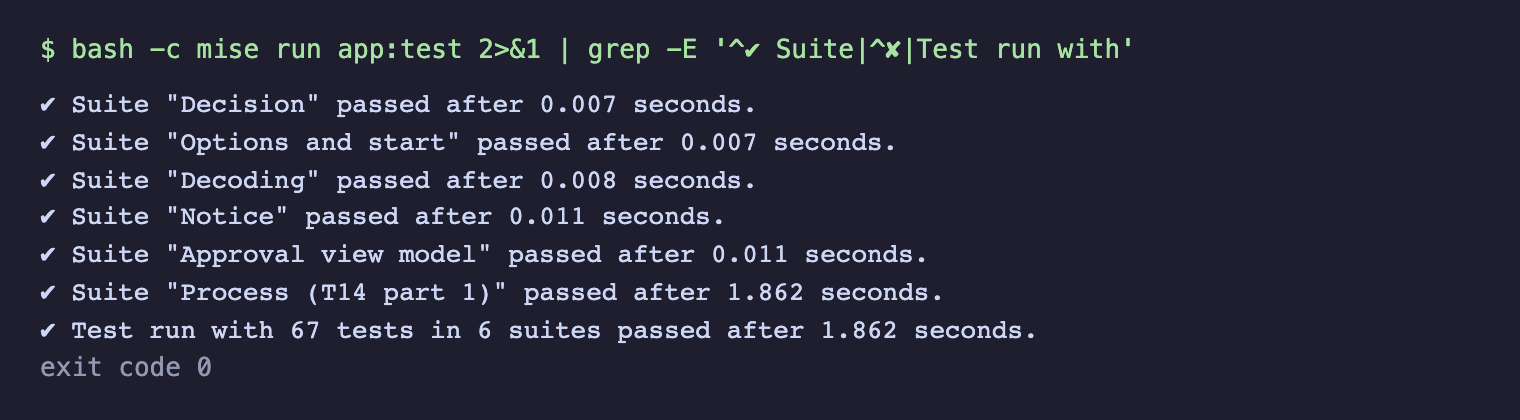 $ bash -c mise run app:test 2>&1 | grep -E '^✔ Suite|^✘|Test run with'
✔ Suite "Decision" passed after 0.007 seconds.
✔ Suite "Options and start" passed after 0.007 seconds.
✔ Suite "Decoding" passed after 0.008 seconds.
✔ Suite "Notice" passed after 0.011 seconds.
✔ Suite "Approval view model" passed after 0.011 seconds.
✔ Suite "Process (T14 part 1)" passed after 1.862 seconds.
✔ Test run with 67 tests in 6 suites passed after 1.862 seconds.
exit code 0